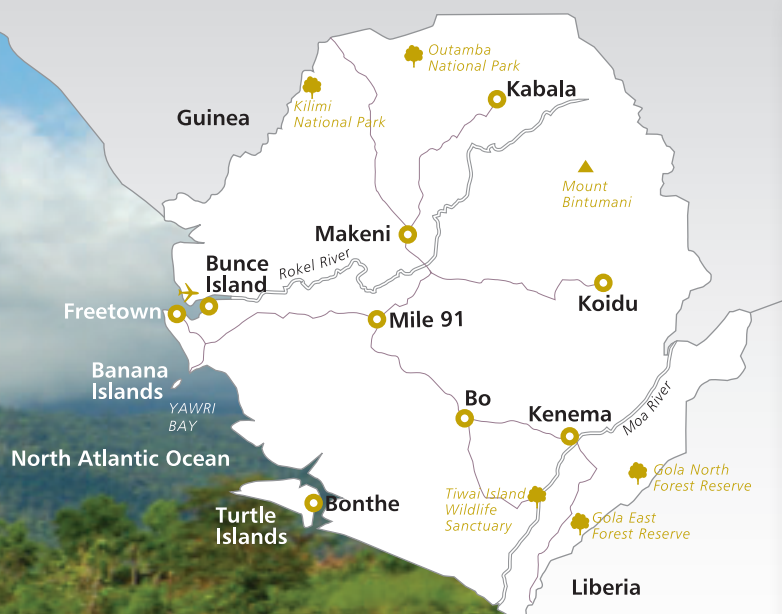 Outamba
National Park
Kabala
Kilimi
National Park
Guinea
Mount
Bintumani
Makeni
Bunce
Island
Rokel River
Koidu
Freetown
Mile 91
Banana
Islands
YAWRI
BAY
Bo
Kenema
Moa River
North Atlantic Ocean
Gola North
Forest Reserve
Tiwai Island
Wildlife
Sanctuary
Turtle
Islands
Bonthe
Gola East
Forest Reserve
Liberia